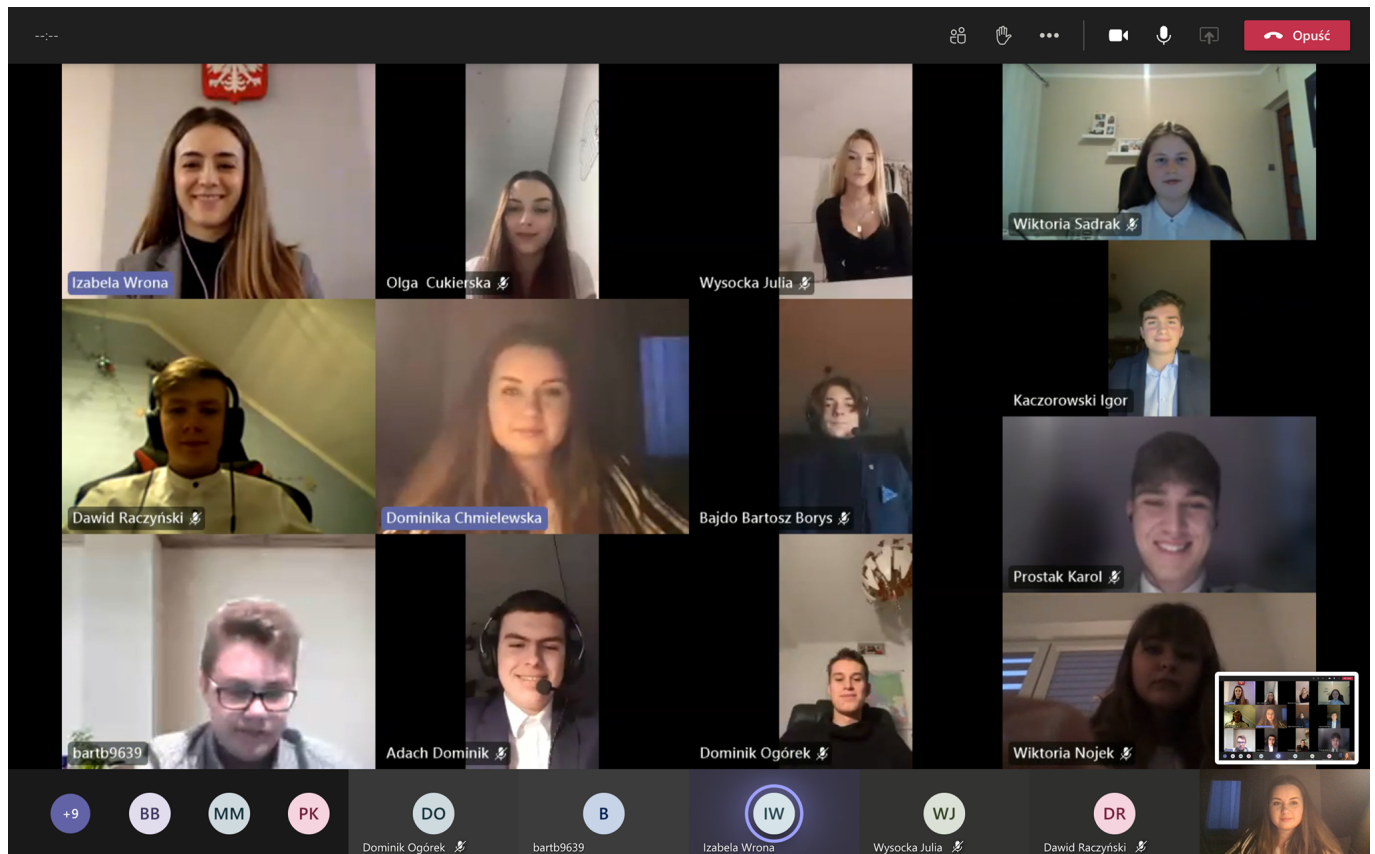 --:--
Opuść
Izabela Wrona
Olga Cukierska
Wysocka Julia
Wiktoria Sadrak
Kaczorowski Igor
Dawid Raczyński
Dominika Chmielewska
Bajdo Bartosz Borys
Prostak Karol
bartb9639
Adach Dominik
Dominik Ogórek
Wiktoria Nojek
+9
BB
MM
PK
DO
B
IW
WJ
DR
Dominik Ogórek
bartb9639
Izabela Wrona
Wysocka Julia
Dawid Raczyński